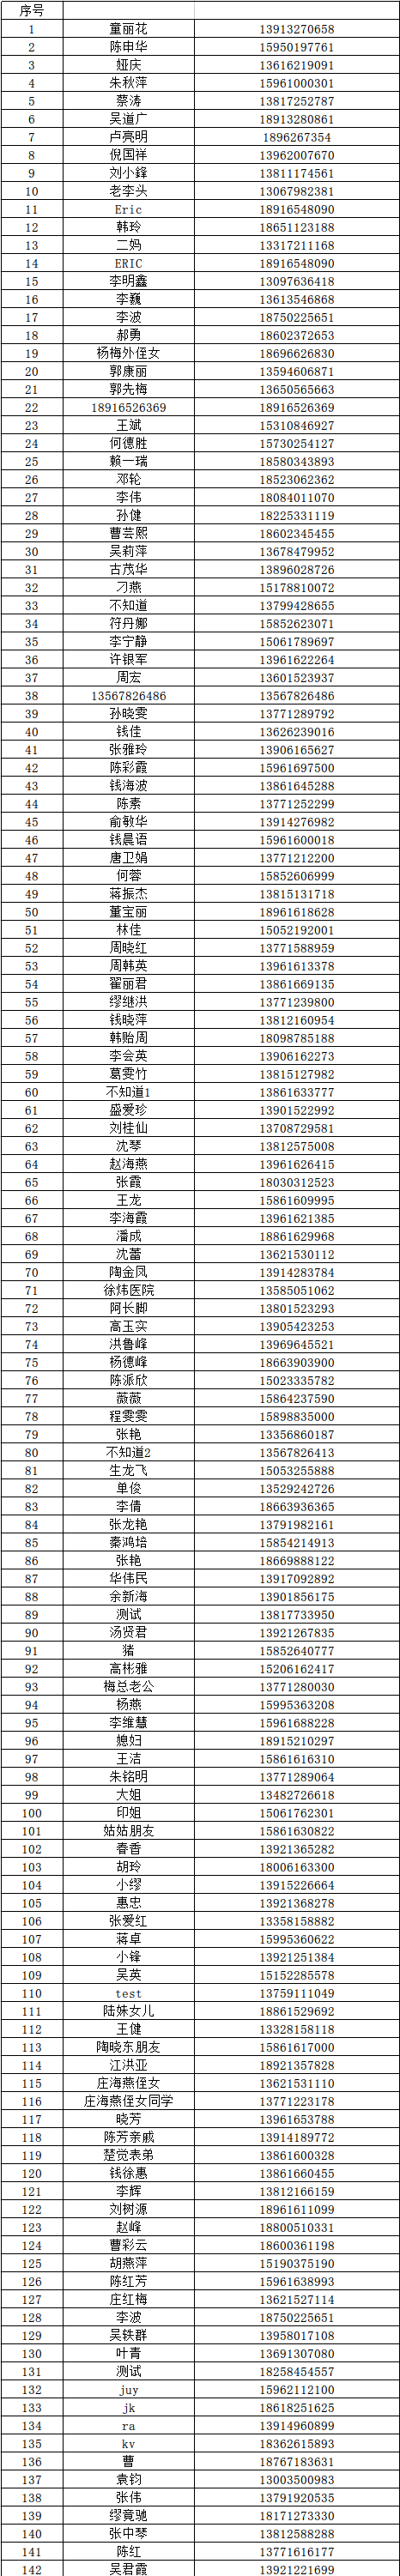 序号
1 童丽花 13913270658
2 陈申华 15950197761
3 娅庆 13616219091
4 朱秋萍 15961000301
5 蔡涛 13817252787
6 吴道广 18913280861
7 卢亮明 1896267354
8 倪国祥 13962007670
9 刘小鋒 13811174561
10 老李头 13067982381
11 Eric 18916548090
12 韩玲 18651123188
13 二妈 13317211168
14 ERIC 18916548090
15 李明鑫 13097636418
16 李巍 13613546868
17 李波 18750225651
18 郝勇 18602372653
19 杨梅外侄女 18696626830
20 郭康丽 13594606871
21 郭先梅 13650565663
22 18916526369 18916526369
23 王斌 15310846927
24 何德胜 15730254127
25 赖一瑞 18580343893
26 邓轮 18523062362
27 李伟 18084011070
28 孙健 18225331119
29 曹芸熙 18602345455
30 吴莉萍 13678479952
31 古茂华 13896028726
32 刁燕 15178810072
33 不知道 13799428655
34 符丹娜 15852623071
35 李宁静 15061789697
36 许银军 13961622264
37 周宏 13601523937
38 13567826486 13567826486
39 孙晓雯 13771289792
40 钱佳 13626239016
41 张雅玲 13906165627
42 陈彩霞 15961697500
43 钱海波 13861645288
44 陈素 13771252299
45 俞敏华 13914276982
46 钱晨语 15961600018
47 唐卫娟 13771212200
48 何蓉 15852606999
49 蒋振杰 13815131718
50 董宝丽 18961618628
51 林佳 15052192001
52 周晓红 13771588959
53 周韩英 13961613378
54 翟丽君 13861669135
55 缪继洪 13771239800
56 钱晓萍 13812160954
57 韩贻周 18098785188
58 李会英 13906162273
59 葛雯竹 13815127982
60 不知道1 13861633777
61 盛爱珍 13901522992
62 刘桂仙 13708729581
63 沈琴 13812575008
64 赵海燕 13961626415
65 张霞 18030312523
66 王龙 15861609995
67 李海霞 13961621385
68 潘成 18861629968
69 沈蕾 13621530112
70 陶金凤 13914283784
71 徐炜医院 13585051062
72 阿长脚 13801523293
73 高玉实 13905423253
74 洪鲁峰 13969645521
75 杨德峰 18663903900
76 陈派欣 15023335782
77 薇薇 15864237590
78 程雯雯 15898835000
79 张艳 13356860187
80 不知道2 13567826413
81 生龙飞 15053255888
82 单俊 13529242726
83 李倩 18663936365
84 张龙艳 13791982161
85 秦鸿培 15854214913
86 张艳 18669888122
87 华伟民 13917092892
88 余新海 13901856175
89 测试 13817733950
90 汤贤君 13921267835
91 猪 15852640777
92 高彬雅 15206162417
93 梅总老公 13771280030
94 杨燕 15995363208
95 李维慧 15961688228
96 媳妇 18915210297
97 王洁 15861616310
98 朱铭明 13771289064
99 大姐 13482726618
100 印姐 15061762301
101 姑姑朋友 15861630822
102 春香 13921365282
103 胡玲 18006163300
104 小缪 13915226664
105 惠忠 13921368278
106 张爱红 13358158882
107 蒋卓 15995360622
108 小锋 13921251384
109 吴英 15152285578
110 test 13759111049
111 陆妹女儿 18861529692
112 王健 13328158118
113 陶晓东朋友 15861617000
114 江洪亚 18921357828
115 庄海燕侄女 13621531110
116 庄海燕侄女同学 13771223178
117 晓芳 13961653788
118 陈芳亲戚 13914189772
119 楚觉表弟 13861600328
120 钱徐惠 13861660455
121 李辉 13812166159
122 刘树源 18961611099
123 赵峰 18800510331
124 曹彩云 18600361198
125 胡燕萍 15190375190
126 陈红芳 15961638993
127 庄红梅 13621527114
128 李波 18750225651
129 吴轶群 13958017108
130 叶青 13691307080
131 测试 18258454557
132 juy 15962112100
133 jk 18618251625
134 ra 13914960899
135 kv 18362615893
136 曹 18767183631
137 袁钧 13003500983
138 张伟 13791920535
139 缪竟驰 18171273330
140 张中琴 13812588288
141 陈红 13771616177
142 吴君霞 13921221699